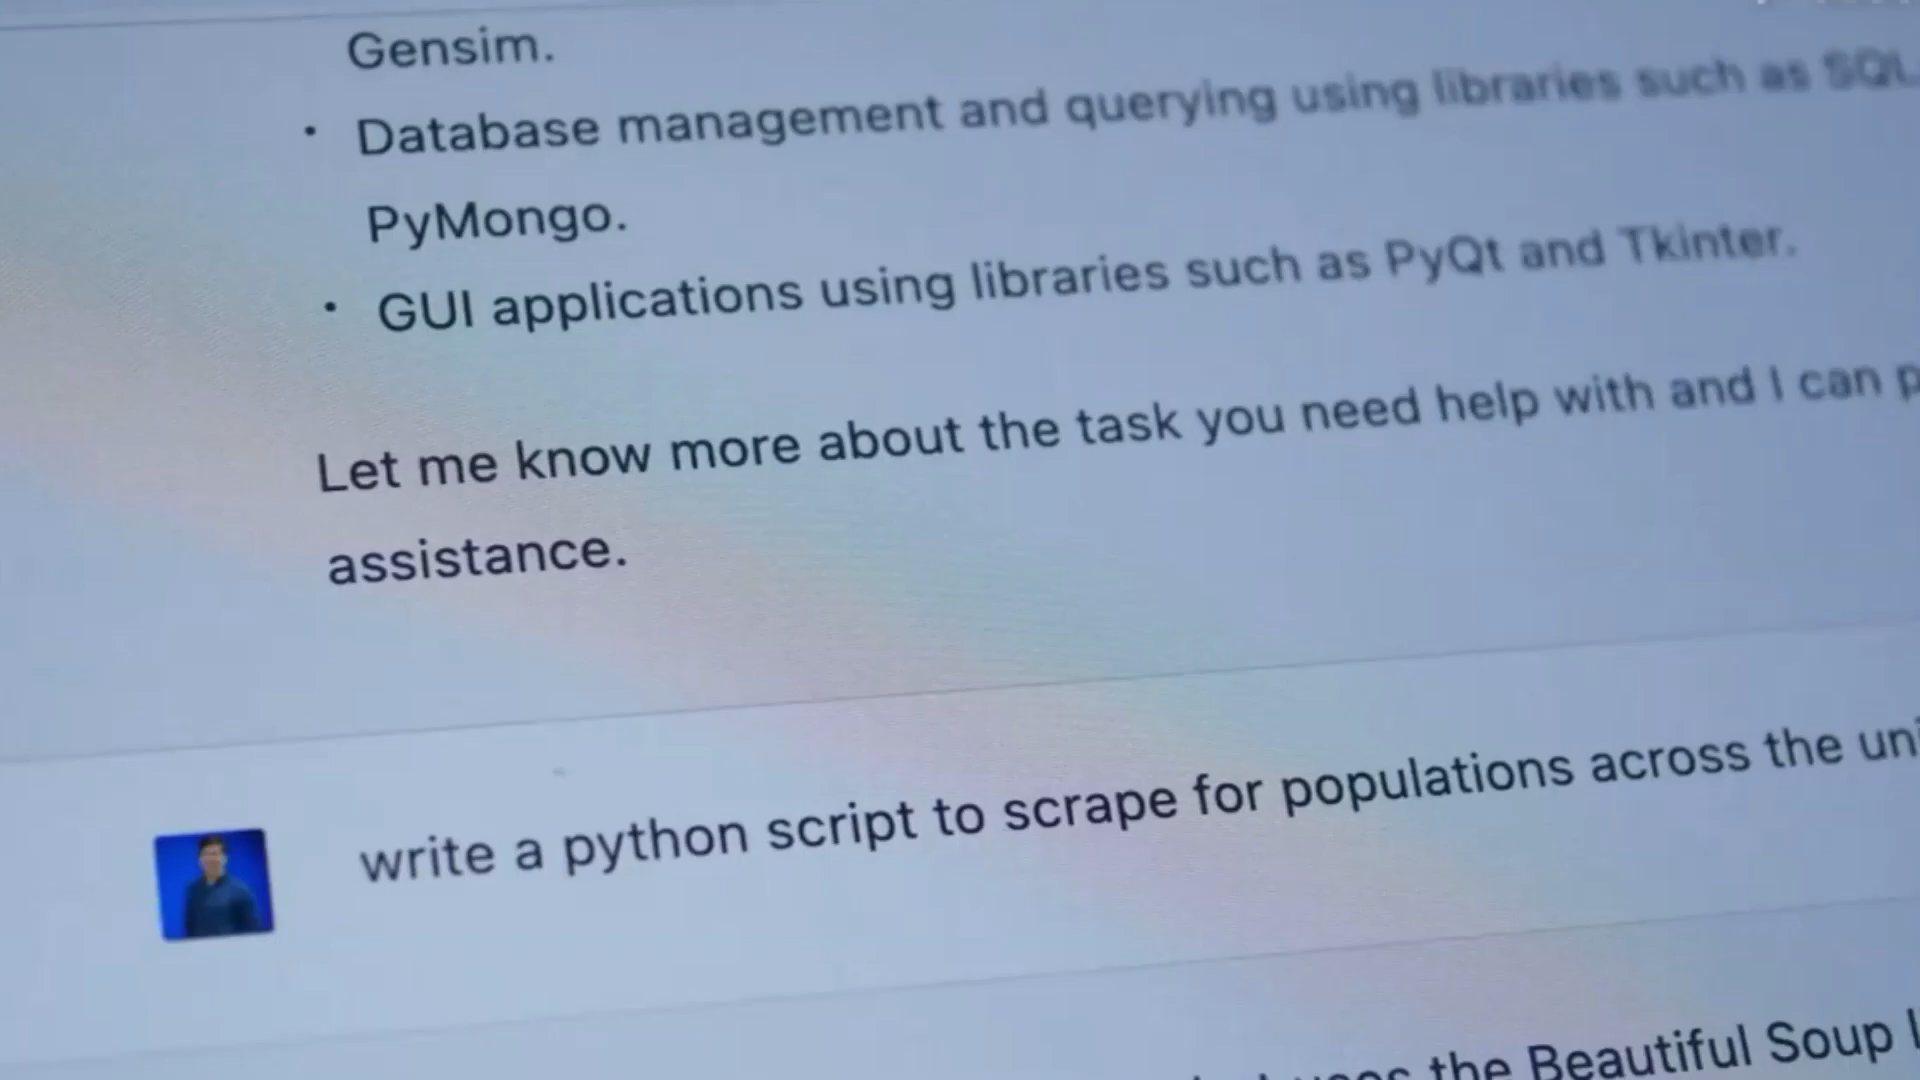 Gensim.
• Database management and querying using libraries such as
PyMongo.
• GUI applications using libraries such as PyQt and Tkinter.
Let me know more about the task you need help with and I can
assistance.
write a python script to scrape for populations across the
the Beautiful Soup